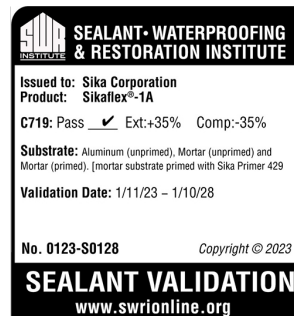 SWR
INSTITUTE
SEALANT • WATERPROOFING
& RESTORATION INSTITUTE
Issued to: Sika Corporation
Product: Sikaflex®-1A
C719: Pass ✔ Ext:+35% Comp:-35%
Substrate: Aluminum (unprimed), Mortar (unprimed) and
Mortar (primed). [mortar substrate primed with Sika Primer 429
Validation Date: 1/11/23 – 1/10/28
No. 0123-S0128 Copyright © 2023
SEALANT VALIDATION
www.swrionline.org